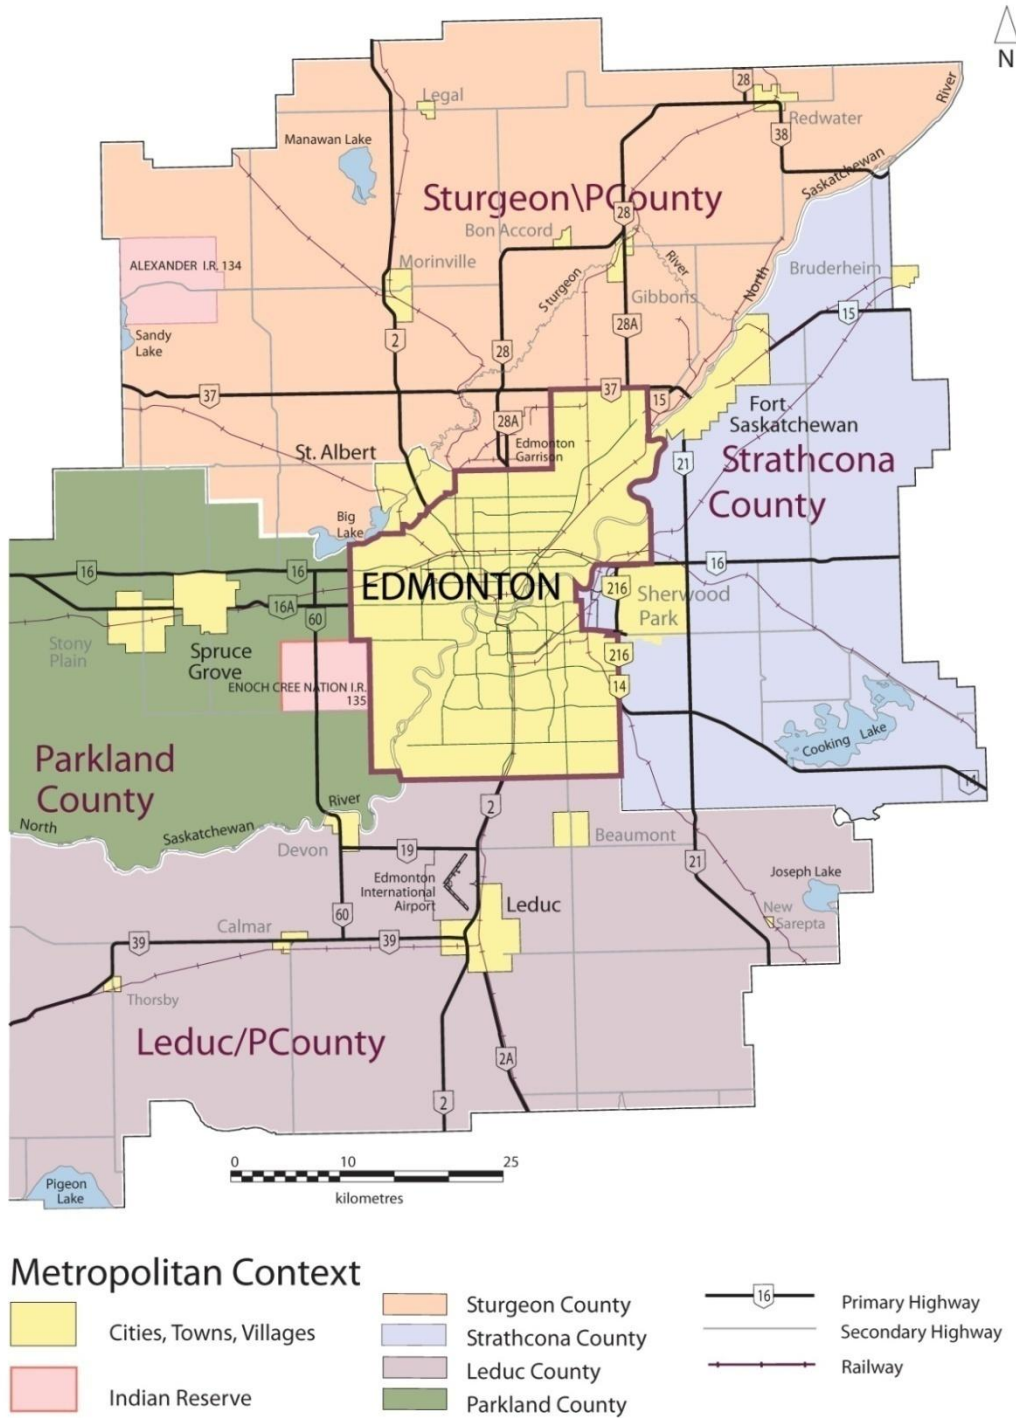 N
28
River
Legal
Redwater
38
Manawan Lake
Saskatchewan
Sturgeon\PCounty
28
Bon Accord
ALEXANDER I.R. 134
Morinville
River
Sturgeon
North
Bruderheim
Gibbons
Sandy
Lake
15
28A
2
28
37
37
15
28A
Fort
Saskatchewan
Edmonton
Garrison
St. Albert
21
Strathcona
County
Big
Lake
16
16
16
EDMONTON
216
Sherwood
Park
16A
60
Stony
Plain
Spruce
Grove
216
ENOCH CREE NATION I.R.
135
14
Cooking Lake
Parkland
County
14
River
2
North
Saskatchewan
Devon
19
Beaumont
21
Edmonton
International
Airport
Joseph Lake
Leduc
New
Sarepta
60
Calmar
39
39
Thorsby
Leduc/PCounty
2A
2
0 10 25
kilometres
Pigeon
Lake
Metropolitan Context
Cities, Towns, Villages
Indian Reserve
Sturgeon County
Strathcona County
Leduc County
Parkland County
16
Primary Highway
Secondary Highway
Railway